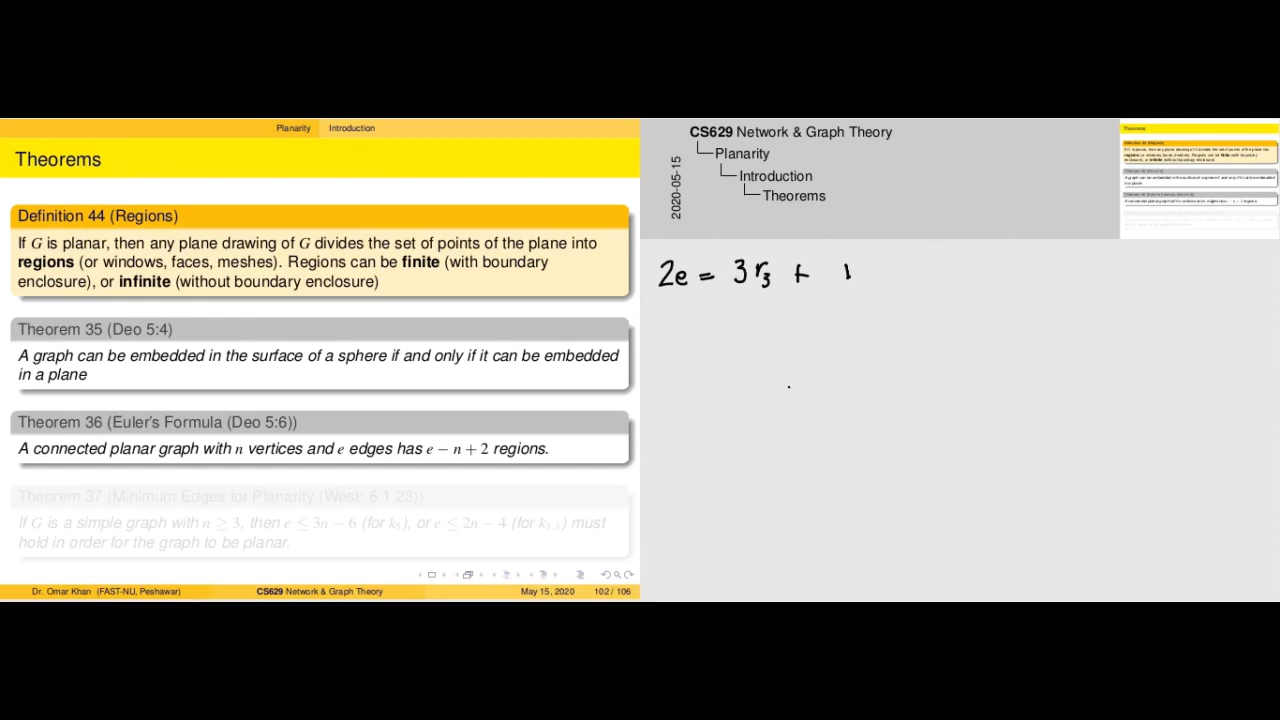 Planarity Introduction
Theorems
Definition 44 (Regions)
If G is planar, then any plane drawing of G divides the set of points of the plane into
regions (or windows, faces, meshes). Regions can be finite (with boundary
enclosure), or infinite (without boundary enclosure)
Theorem 35 (Deo 5:4)
A graph can be embedded in the surface of a sphere if and only if it can be embedded
in a plane
Theorem 36 (Euler's Formula (Deo 5:6))
A connected planar graph with n vertices and e edges has e − n + 2 regions.
Theorem 37 (Minimum Edges for Planarity (West: 6.1.23))
If G is a simple graph with n ≥ 3, then e ≤ 3n − 6 (for k₅), or e ≤ 2n − 4 (for k₃,₃) must
hold in order for the graph to be planar.
Dr. Omar Khan (FAST-NU, Peshawar) CS629 Network & Graph Theory May 15, 2020 102 / 106
CS629 Network & Graph Theory
Planarity
Introduction
Theorems
2020-05-15
2e = 3r₃ +
Theorems
Definition 44 (Regions)